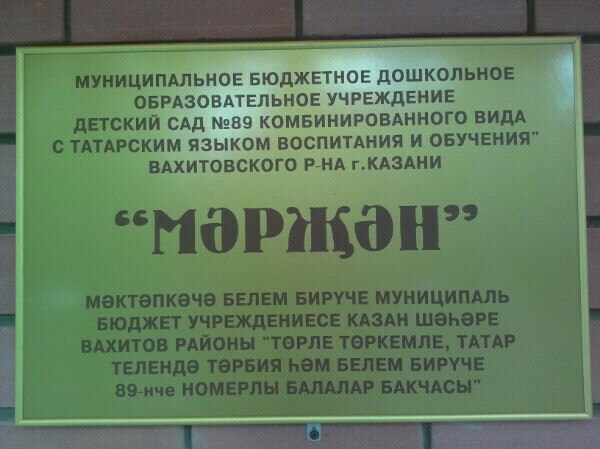 МУНИЦИПАЛЬНОЕ БЮДЖЕТНОЕ ДОШКОЛЬНОЕ
ОБРАЗОВАТЕЛЬНОЕ УЧРЕЖДЕНИЕ
ДЕТСКИЙ САД №89 КОМБИНИРОВАННОГО ВИДА
С ТАТАРСКИМ ЯЗЫКОМ ВОСПИТАНИЯ И ОБУЧЕНИЯ"
ВАХИТОВСКОГО Р-НА г.КАЗАНИ
“МӘРҖӘН”
МӘКТӘПКӘЧӘ БЕЛЕМ БИРҮЧЕ МУНИЦИПАЛЬ
БЮДЖЕТ УЧРЕЖДЕНИЕСЕ КАЗАН ШӘҺӘРЕ
ВАХИТОВ РАЙОНЫ "ТӨРЛЕ ТӨРКЕМЛЕ, ТАТАР
ТЕЛЕНДӘ ТӘРБИЯ ҺӘМ БЕЛЕМ БИРҮЧЕ
89-нче НОМЕРЛЫ БАЛАЛАР БАКЧАСЫ"